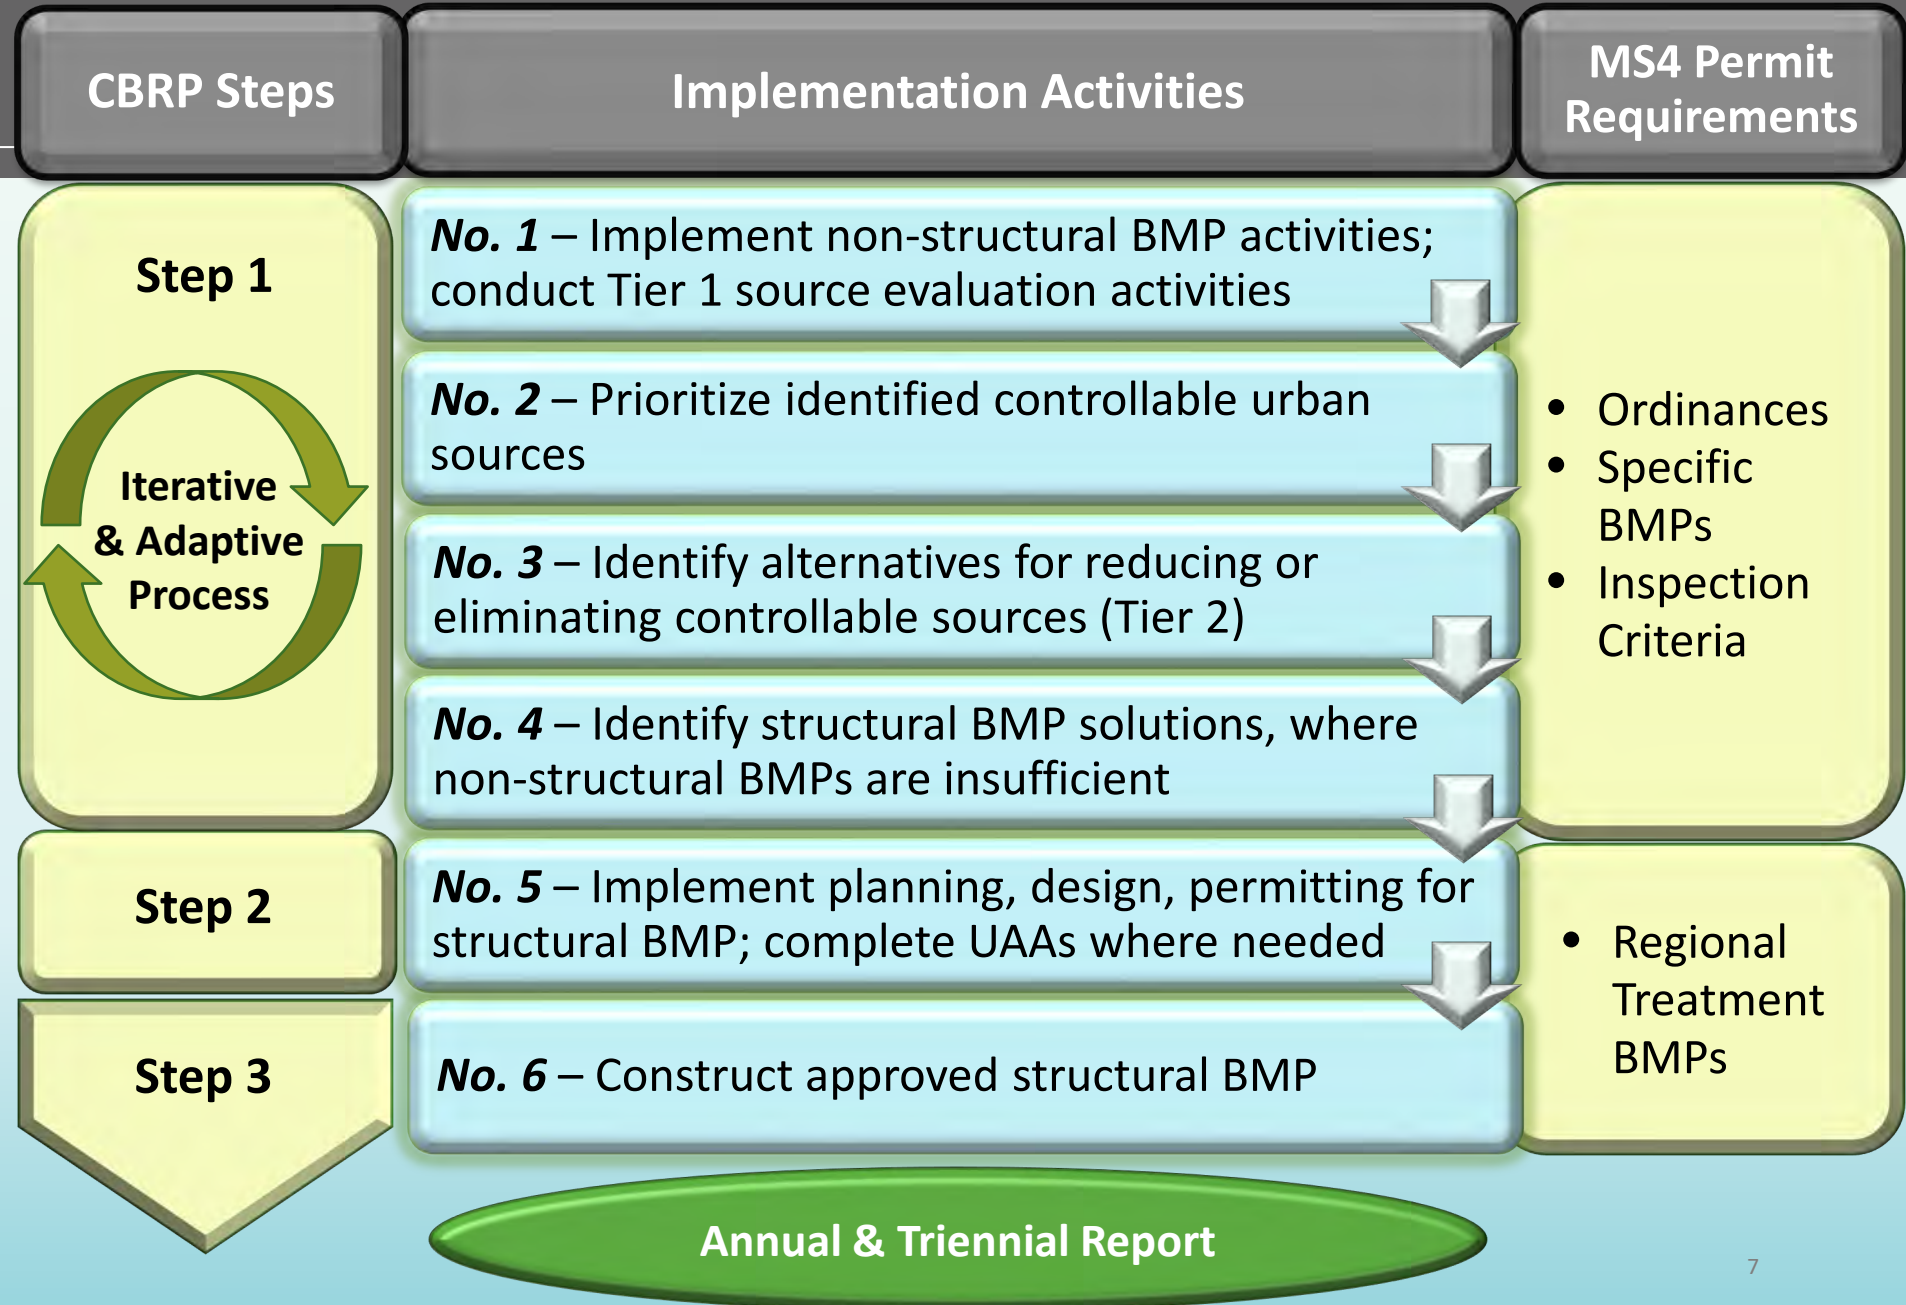 CBRP Steps
Implementation Activities
MS4 Permit
Requirements
Step 1
Iterative
& Adaptive
Process
No. 1 – Implement non-structural BMP activities;
conduct Tier 1 source evaluation activities
No. 2 – Prioritize identified controllable urban
sources
No. 3 – Identify alternatives for reducing or
eliminating controllable sources (Tier 2)
No. 4 – Identify structural BMP solutions, where
non-structural BMPs are insufficient
• Ordinances
• Specific
BMPs
• Inspection
Criteria
Step 2
No. 5 – Implement planning, design, permitting for
structural BMP; complete UAAs where needed
Step 3
No. 6 – Construct approved structural BMP
• Regional
Treatment
BMPs
Annual & Triennial Report
7